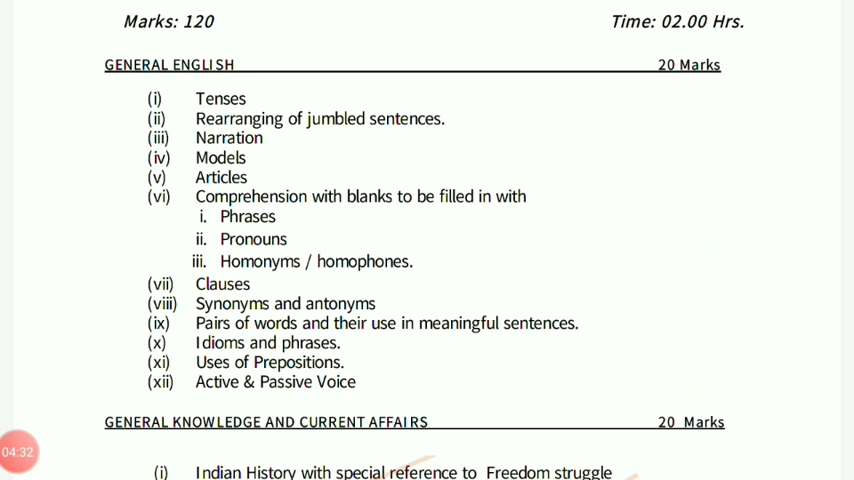 Marks: 120 Time: 02.00 Hrs.
GENERAL ENGLISH 20 Marks
(i) Tenses
(ii) Rearranging of jumbled sentences.
(iii) Narration
(iv) Models
(v) Articles
(vi) Comprehension with blanks to be filled in with
i. Phrases
ii. Pronouns
iii. Homonyms / homophones.
(vii) Clauses
(viii) Synonyms and antonyms
(ix) Pairs of words and their use in meaningful sentences.
(x) Idioms and phrases.
(xi) Uses of Prepositions.
(xii) Active & Passive Voice
GENERAL KNOWLEDGE AND CURRENT AFFAIRS 20 Marks
04:32
(i) Indian History with special reference to Freedom struggle